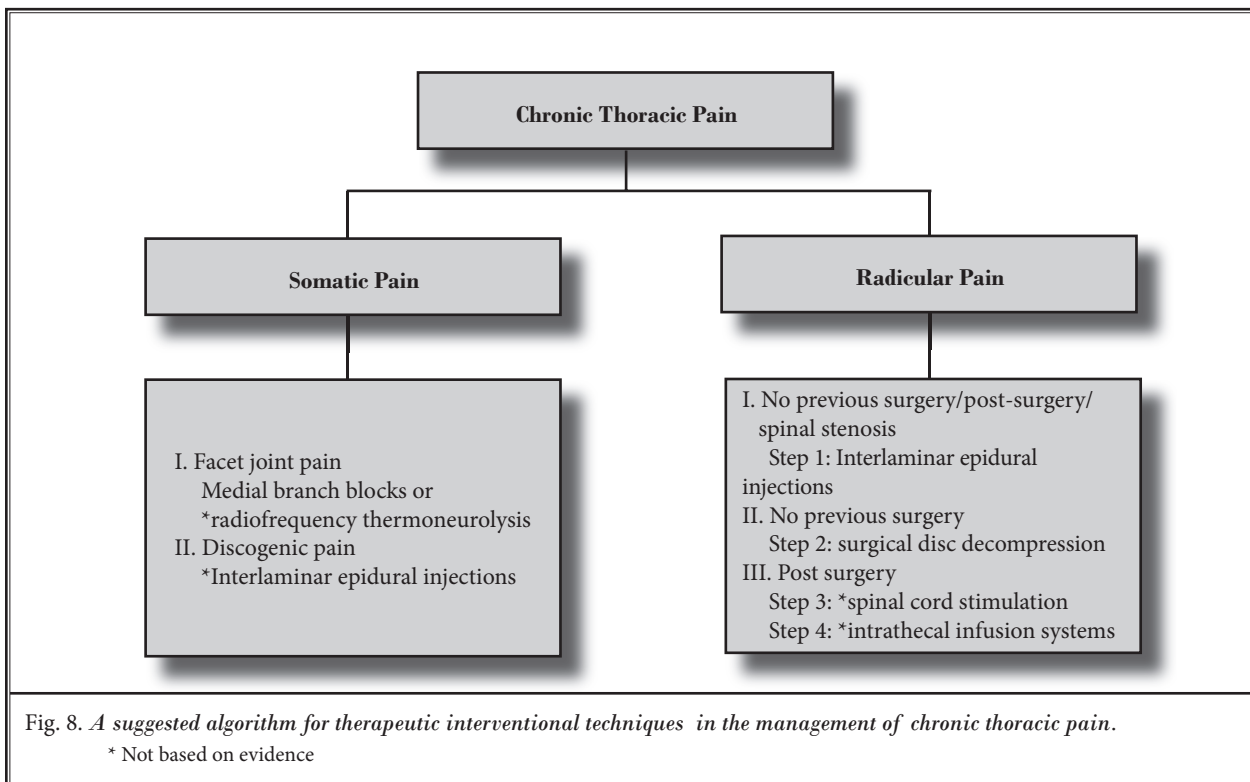 Chronic Thoracic Pain
Somatic Pain
Radicular Pain
I. Facet joint pain
Medial branch blocks or
*radiofrequency thermoneurolysis
II. Discogenic pain
*Interlaminar epidural injections
I. No previous surgery/post-surgery/
spinal stenosis
Step 1: Interlaminar epidural
injections
II. No previous surgery
Step 2: surgical disc decompression
III. Post surgery
Step 3: *spinal cord stimulation
Step 4: *intrathecal infusion systems
Fig. 8. A suggested algorithm for therapeutic interventional techniques in the management of chronic thoracic pain.
* Not based on evidence